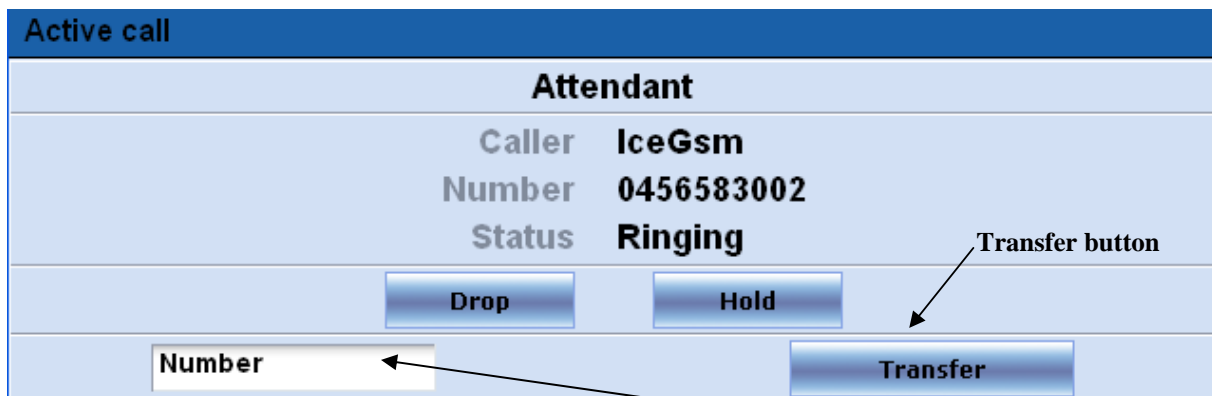 Active call
Attendant
Caller IceGsm
Number 0456583002
Status Ringing
Transfer button
Drop Hold
Number Transfer